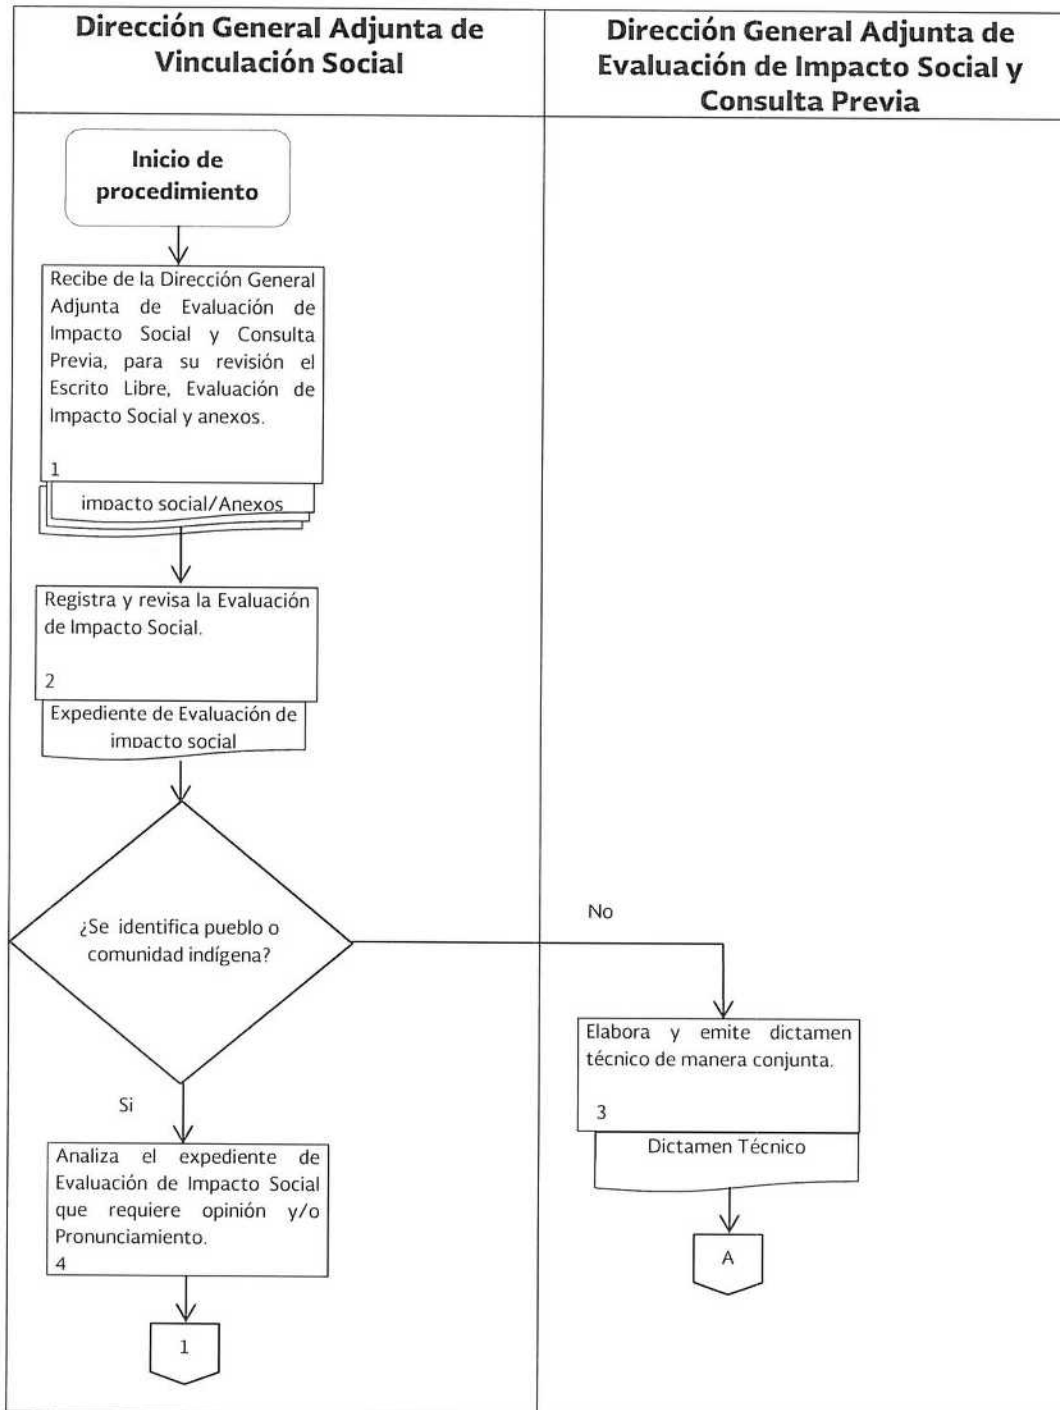 Dirección General Adjunta de
Vinculación Social
Dirección General Adjunta de
Evaluación de Impacto Social y
Consulta Previa
Inicio de
procedimiento
Recibe de la Dirección General
Adjunta de Evaluación de
Impacto Social y Consulta
Previa, para su revisión el
Escrito Libre, Evaluación de
Impacto Social y anexos.
1
impacto social/Anexos
Registra y revisa la Evaluación
de Impacto Social.
2
Expediente de Evaluación de
impacto social
¿Se identifica pueblo o
comunidad indígena?
No
Elabora y emite dictamen
técnico de manera conjunta.
3
Dictamen Técnico
A
Si
Analiza el expediente de
Evaluación de Impacto Social
que requiere opinión y/o
Pronunciamiento.
4
1